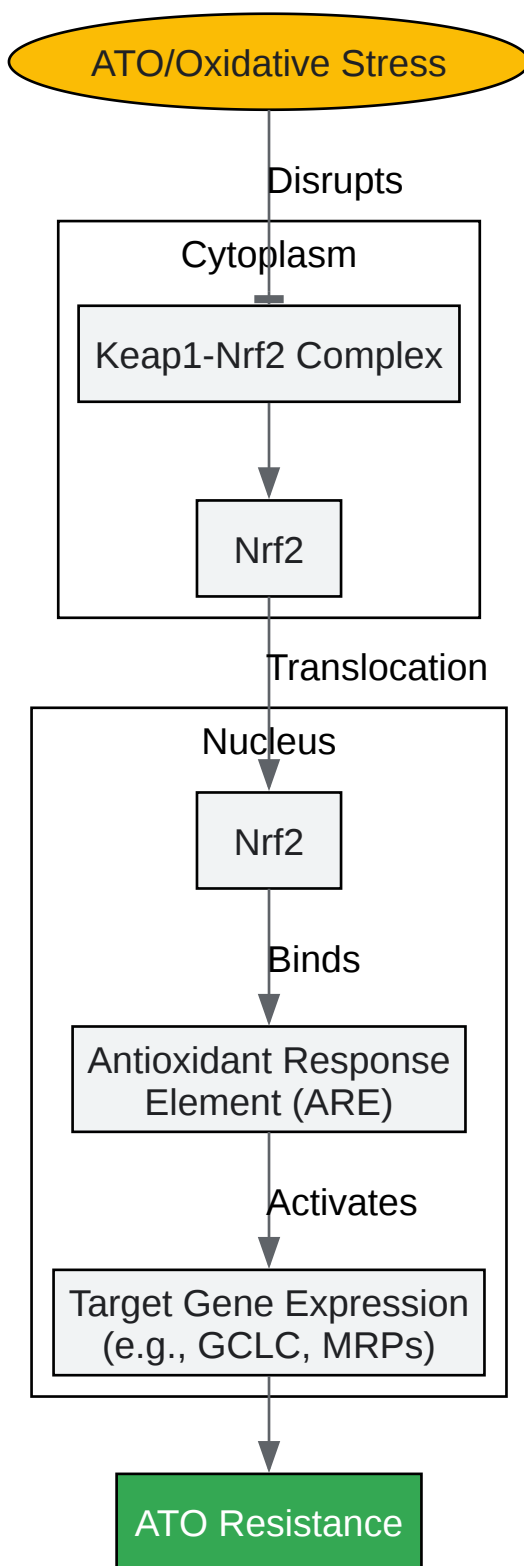 ATO/Oxidative Stress
Disrupts
Cytoplasm
Keap1-Nrf2 Complex
Nrf2
Translocation
Nucleus
Nrf2
Binds
Antioxidant Response
Element (ARE)
Activates
Target Gene Expression
(e.g., GCLC, MRPs)
ATO Resistance